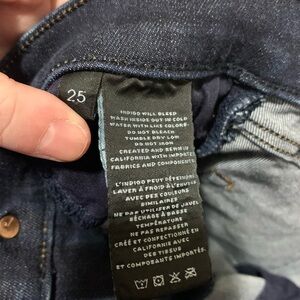 25
INDIGO WILL BLEED
WASH INSIDE OUT IN COLD
WATER WITH LIKE COLORS
DO NOT BLEACH
TUMBLE DRY LOW
DO NOT IRON
CREATED AND SEWN IN
CALIFORNIA WITH IMPORTED
FABRICS AND COMPONENTS.
L'INDIGO PEUT DÉTEINDRE
LAVER À FROID À L'ENVERS
COULEURS
SIMILAIRES
NE PAS UTILISER DE JAVEL
SÉCHAGE À BASSE
TEMPÉRATURE
NE PAS REPASSER
CRÉÉ ET CONFECTIONNÉ EN
CALIFORNIE AVEC
DES TISSUS
ET COMPOSANTS IMPORTÉS.